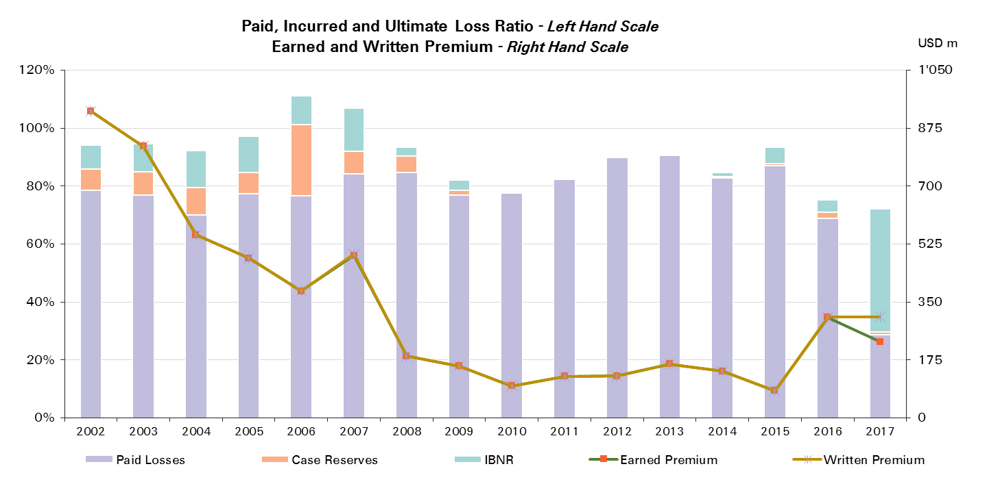 Paid, Incurred and Ultimate Loss Ratio - Left Hand Scale
Earned and Written Premium - Right Hand Scale
USD m
120%
100%
80%
60%
40%
20%
0%
1'050
875
700
525
350
175
0
2002 2003 2004 2005 2006 2007 2008 2009 2010 2011 2012 2013 2014 2015 2016 2017
Paid Losses Case Reserves IBNR Earned Premium Written Premium